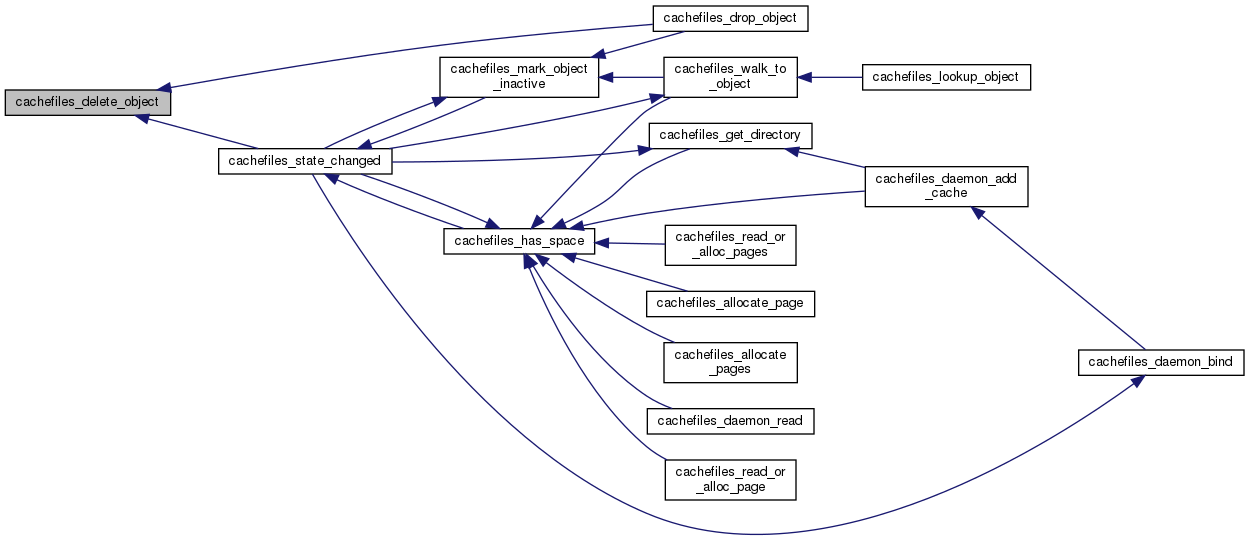 cachefiles_drop_object
cachefiles_mark_object
_inactive
cachefiles_walk_to
_object
cachefiles_lookup_object
cachefiles_delete_object
cachefiles_get_directory
cachefiles_state_changed
cachefiles_daemon_add
_cache
cachefiles_has_space
cachefiles_read_or
_alloc_pages
cachefiles_allocate_page
cachefiles_allocate
_pages
cachefiles_daemon_bind
cachefiles_daemon_read
cachefiles_read_or
_alloc_page